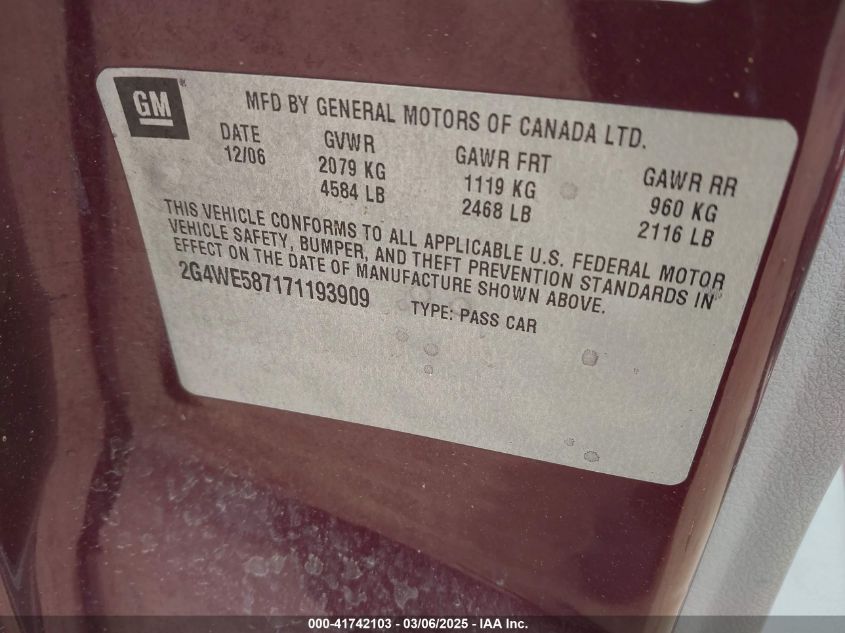 GM
MFD BY GENERAL MOTORS OF CANADA LTD.
DATE GVWR GAWR FRT GAWR RR
12/06 2079 KG 1119 KG 960 KG
4584 LB 2468 LB 2116 LB
THIS VEHICLE CONFORMS TO ALL APPLICABLE U.S. FEDERAL MOTOR
VEHICLE SAFETY, BUMPER, AND THEFT PREVENTION STANDARDS IN
EFFECT ON THE DATE OF MANUFACTURE SHOWN ABOVE.
2G4WE587171193909 TYPE: PASS CAR
000-41742103 - 03/06/2025 - IAA Inc.